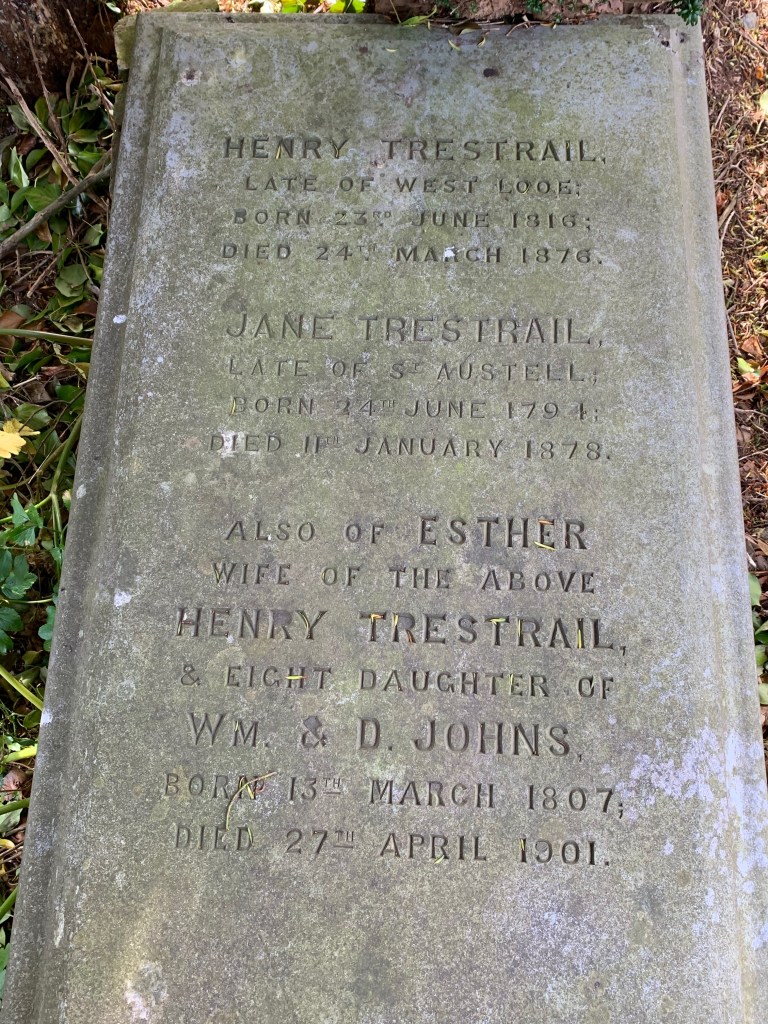 HENRY TRESTRAIL,
LATE OF WEST LOOE;
BORN 23RD JUNE 1816;
DIED 24TH MARCH 1876.
JANE TRESTRAIL,
LATE OF ST AUSTELL;
BORN 24TH JUNE 1794;
DIED 11TH JANUARY 1878.
ALSO OF ESTHER
WIFE OF THE ABOVE
HENRY TRESTRAIL,
& EIGHT DAUGHTER OF
WM. & D. JOHNS,
BORN 13TH MARCH 1807;
DIED 27TH APRIL 1901.